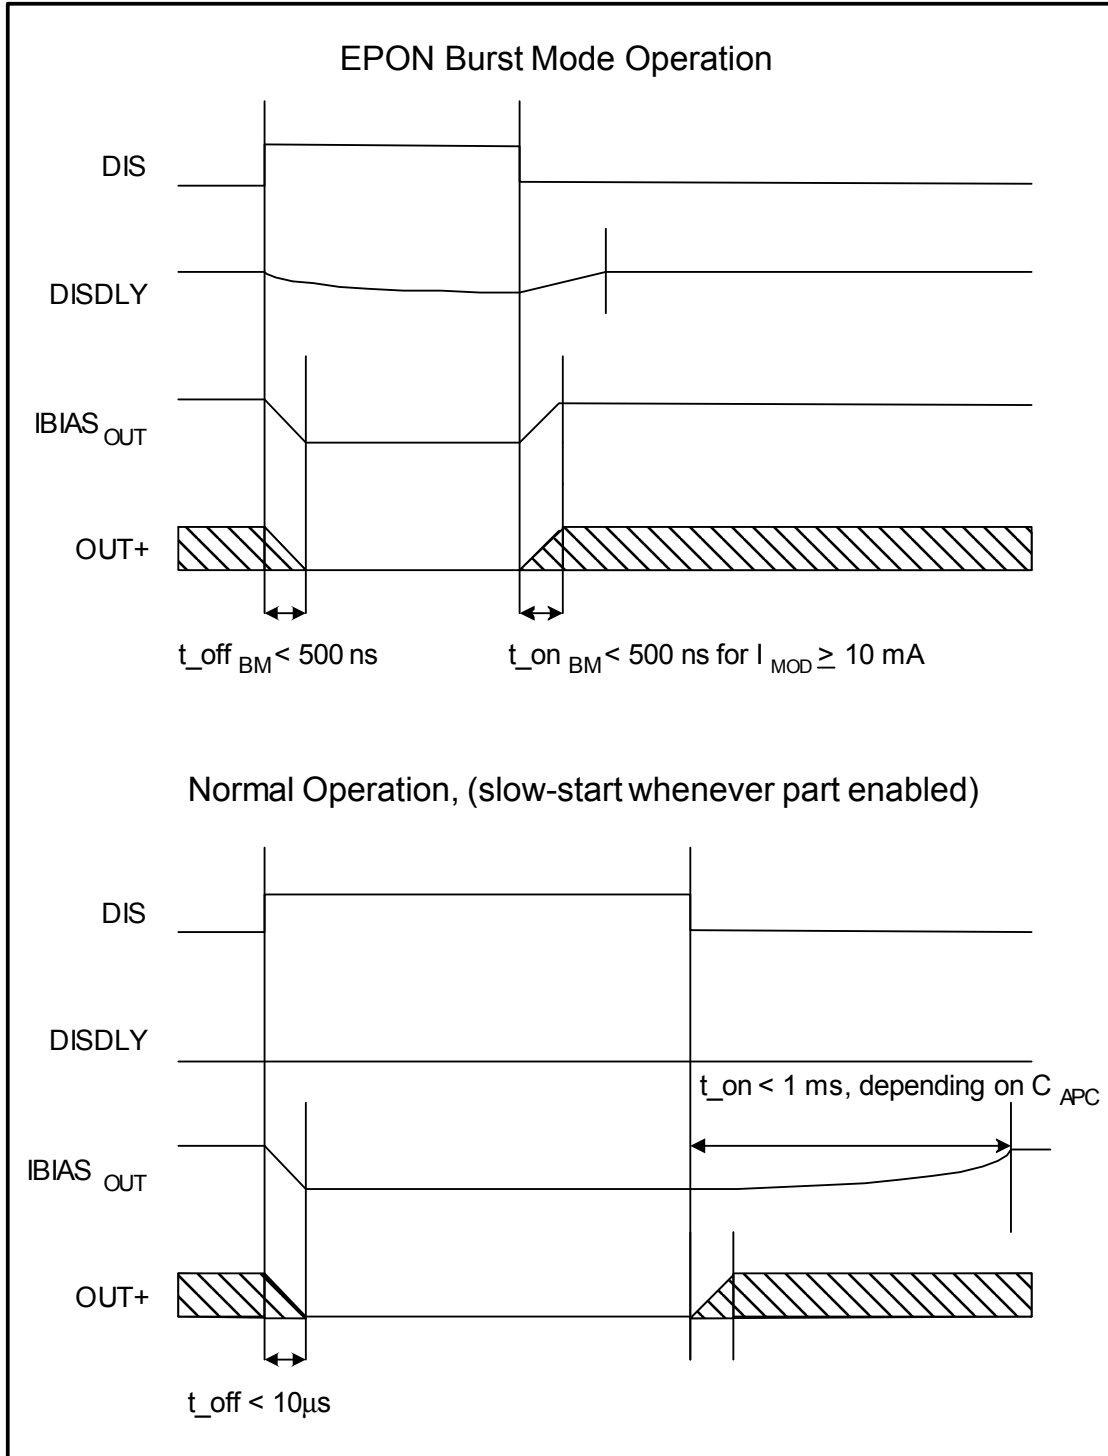 EPON Burst Mode Operation
DIS
DISDLY
IBIAS OUT
OUT+
t_off BM < 500 ns
t_on BM < 500 ns for I MOD ≥ 10 mA
Normal Operation, (slow-start whenever part enabled)
DIS
DISDLY
t_on < 1 ms, depending on C APC
IBIAS OUT
OUT+
t_off < 10μs